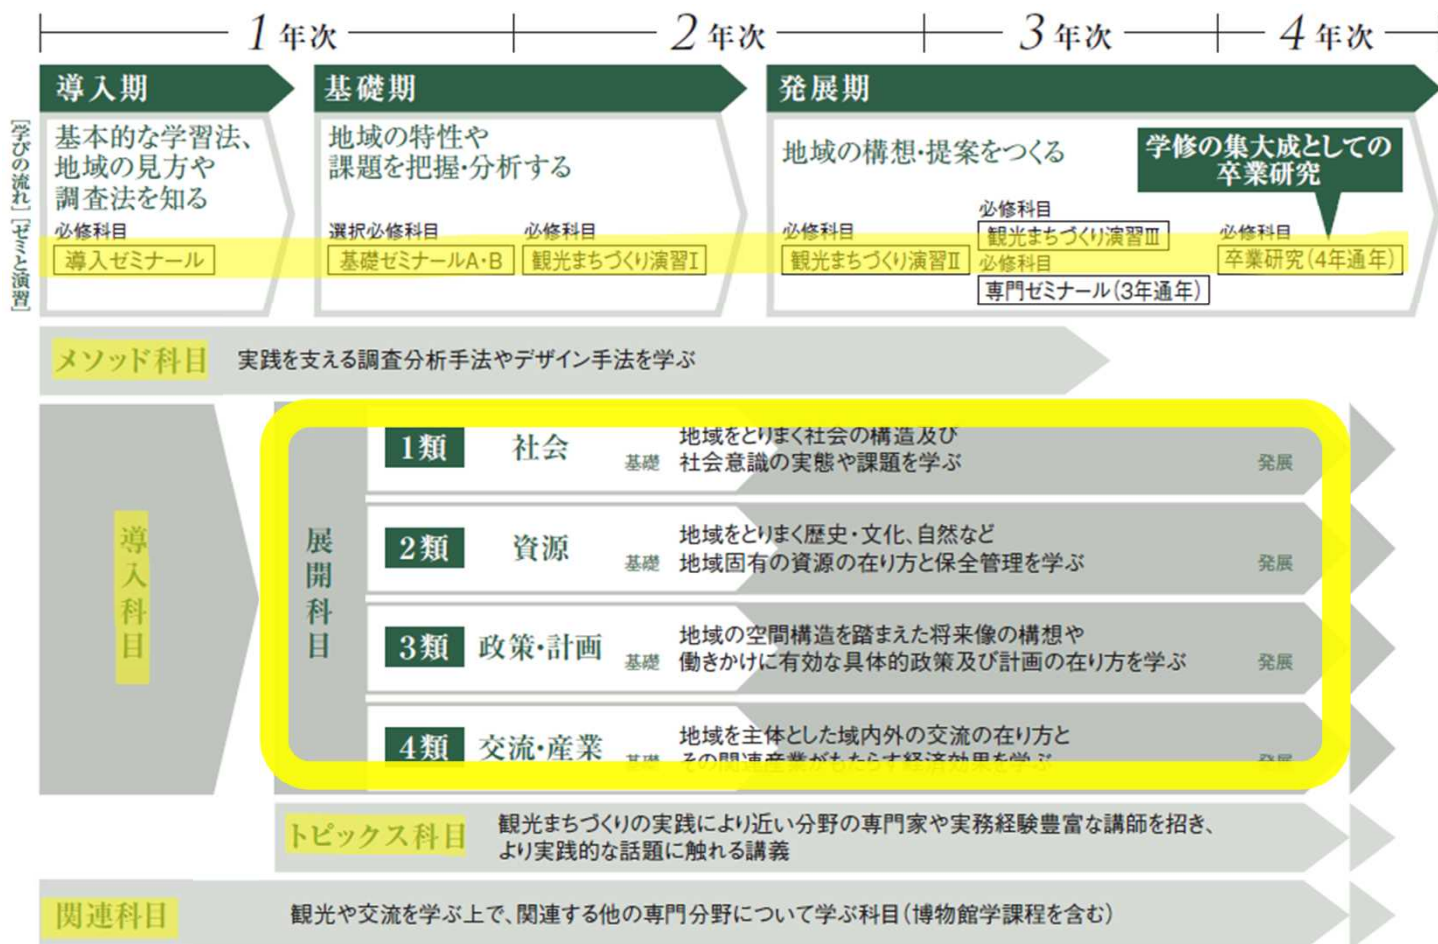 1年次
2年次
3年次
4年次
[学びの流れ][ゼミと演習]
導入期
基本的な学習法、
地域の見方や
調査法を知る
必修科目
導入ゼミナール
基礎期
地域の特性や
課題を把握・分析する
選択必修科目
基礎ゼミナールA・B
必修科目
観光まちづくり演習Ⅰ
発展期
地域の構想・提案をつくる
必修科目
観光まちづくり演習Ⅱ
必修科目
観光まちづくり演習Ⅲ
必修科目
専門ゼミナール(3年通年)
学修の集大成としての
卒業研究
必修科目
卒業研究(4年通年)
メソッド科目
実践を支える調査分析手法やデザイン手法を学ぶ
導入科目
展開科目
1類 社会
基礎
地域をとりまく社会の構造及び
社会意識の実態や課題を学ぶ
発展
2類 資源
基礎
地域をとりまく歴史・文化、自然など
地域固有の資源の在り方と保全管理を学ぶ
発展
3類 政策・計画
基礎
地域の空間構造を踏まえた将来像の構想や
働きかけに有効な具体的政策及び計画の在り方を学ぶ
発展
4類 交流・産業
基礎
地域を主体とした域内外の交流の在り方と
その関連産業がもたらす経済効果を学ぶ
発展
トピックス科目
観光まちづくりの実践により近い分野の専門家や実務経験豊富な講師を招き、
より実践的な話題に触れる講義
関連科目
観光や交流を学ぶ上で、関連する他の専門分野について学ぶ科目(博物館学課程を含む)